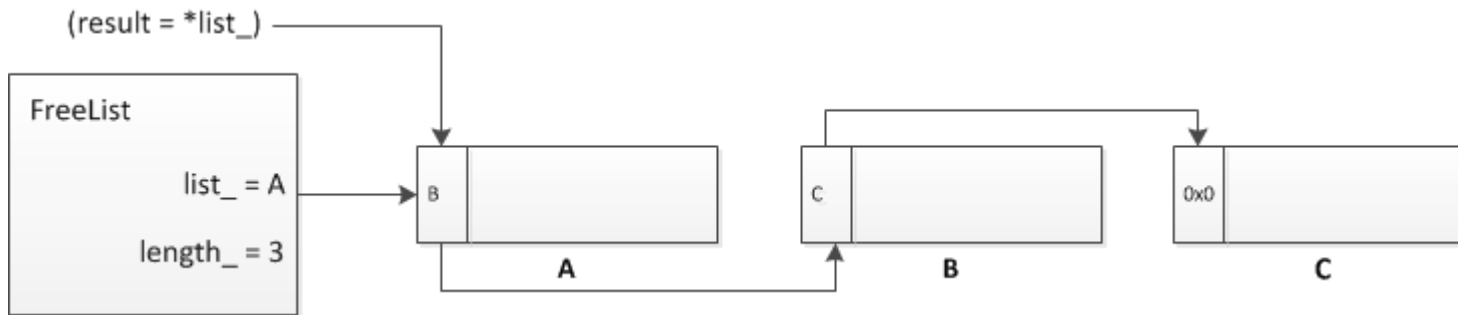 (result = *list_)
FreeList
list_ = A
length_ = 3
B
C
0x0
A
B
C